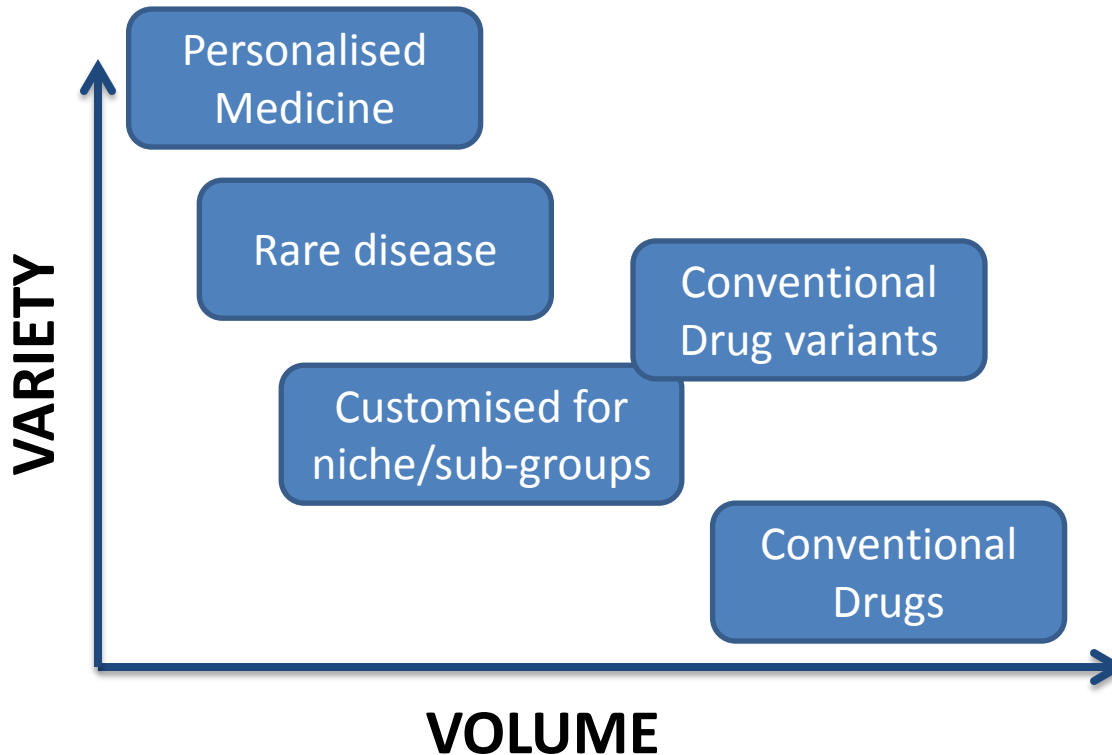 Personalised
Medicine
Rare disease
Conventional
Drug variants
Customised for
niche/sub-groups
Conventional
Drugs
VARIETY
VOLUME